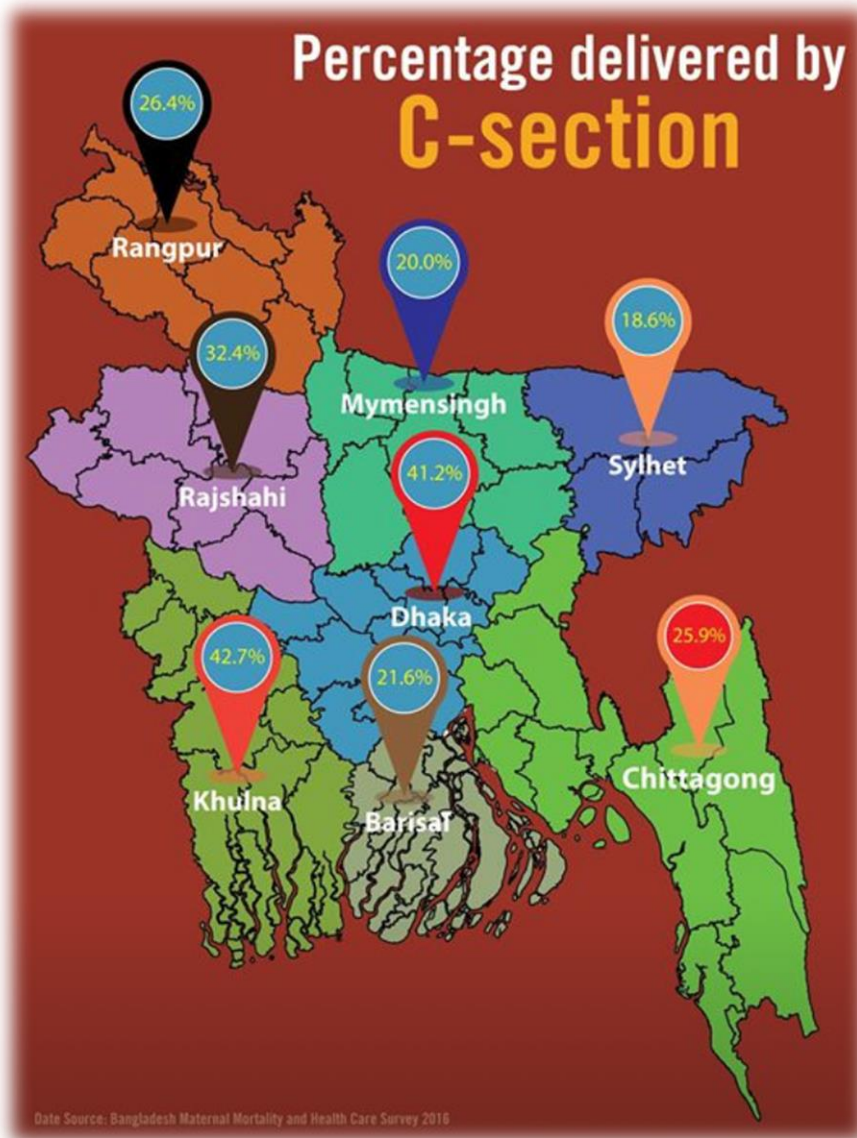 Percentage delivered by
C-section
26.4%
Rangpur
20.0%
Mymensingh
18.6%
Sylhet
32.4%
Rajshahi
41.2%
Dhaka
42.7%
Khulna
21.6%
Barisal
25.9%
Chittagong
Date Source: Bangladesh Maternal Mortality and Health Care Survey 2016